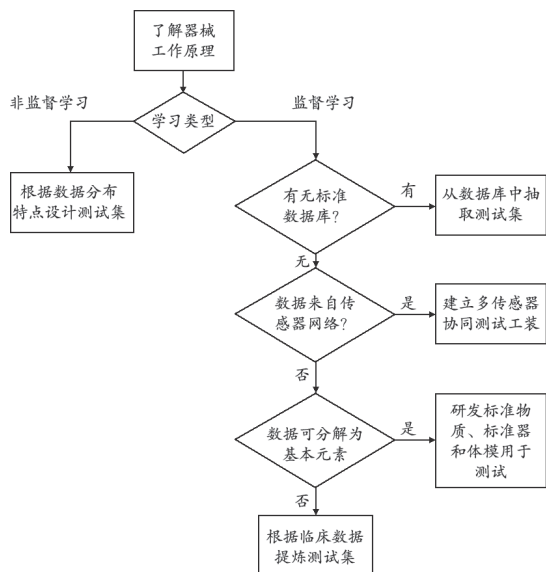 了解器械
工作原理
非监督学习
监督学习
学习类型
根据数据分布
特点设计测试集
有无标准
数据库?
有
从数据库中抽
取测试集
无
数据来自传
感器网络?
是
建立多传感器
协同测试工装
否
数据可分解为
基本元素
是
研发标准物
质、标准器
和体模用于
测试
否
根据临床数据
提炼测试集